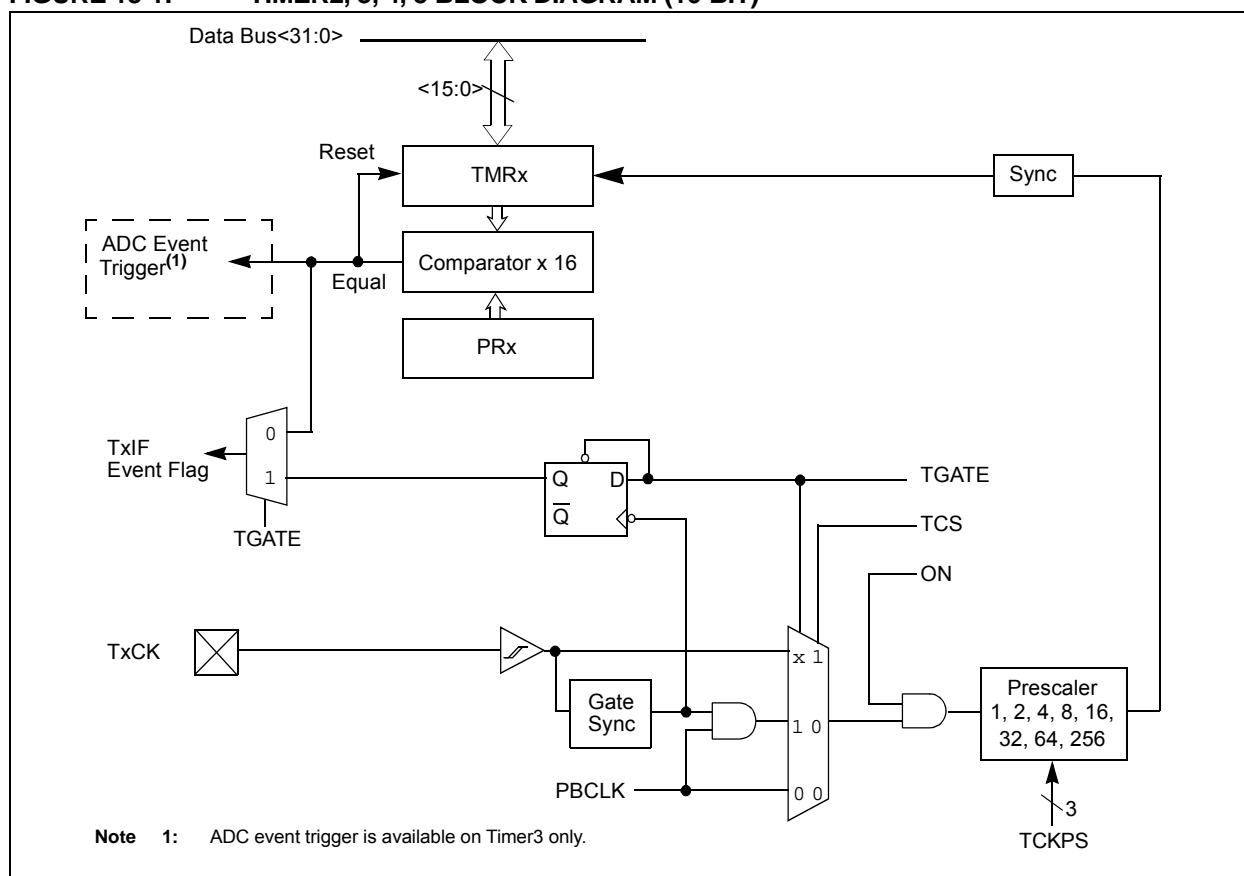 Data Bus<31:0>
<15:0>
Reset
TMRx
Sync
ADC Event
Trigger(1)
Equal
Comparator x 16
PRx
TxIF
Event Flag
0
1
TGATE
Q
D
Q
TGATE
TCS
ON
TxCK
x 1
Gate
Sync
1 0
Prescaler
1, 2, 4, 8, 16,
32, 64, 256
PBCLK
0 0
3
TCKPS
Note 1: ADC event trigger is available on Timer3 only.